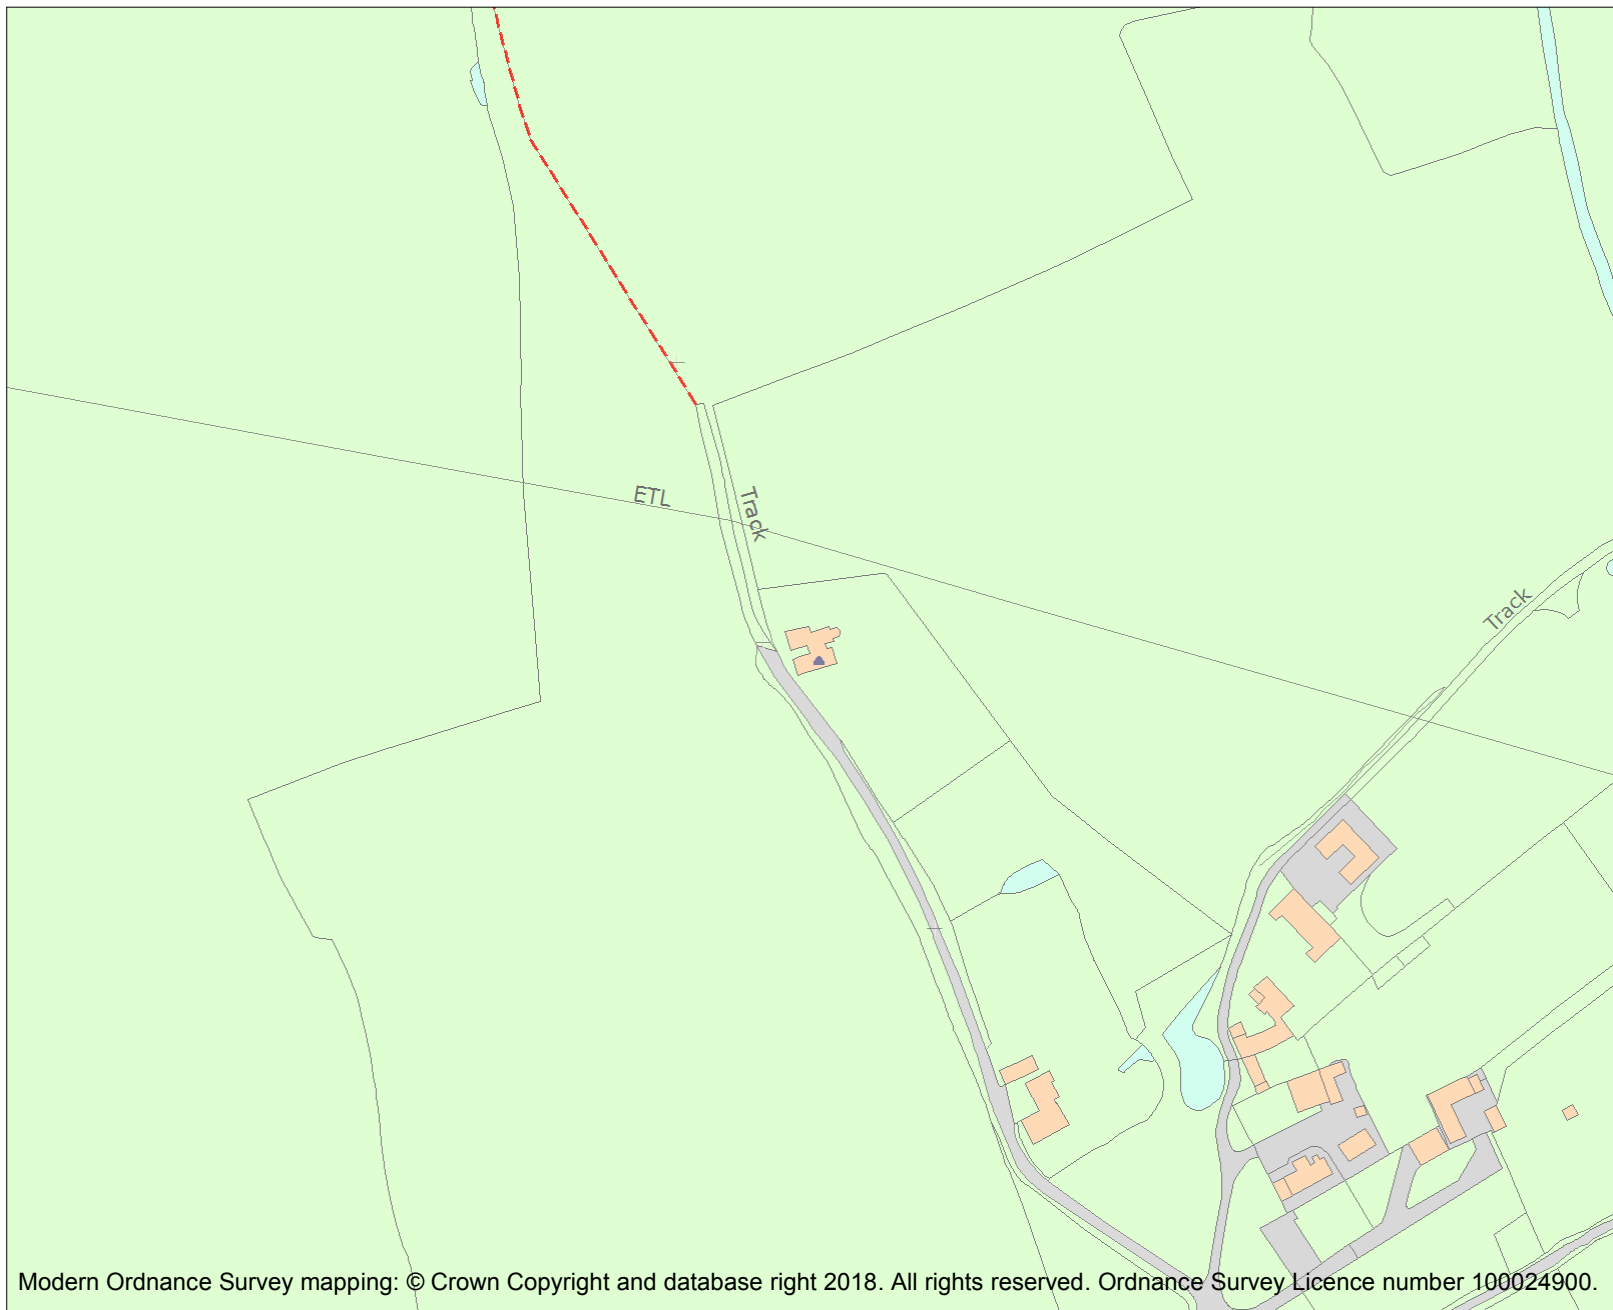 ETL
Track
Track
Modern Ordnance Survey mapping: © Crown Copyright and database right 2018. All rights reserved. Ordnance Survey Licence number 100024900.